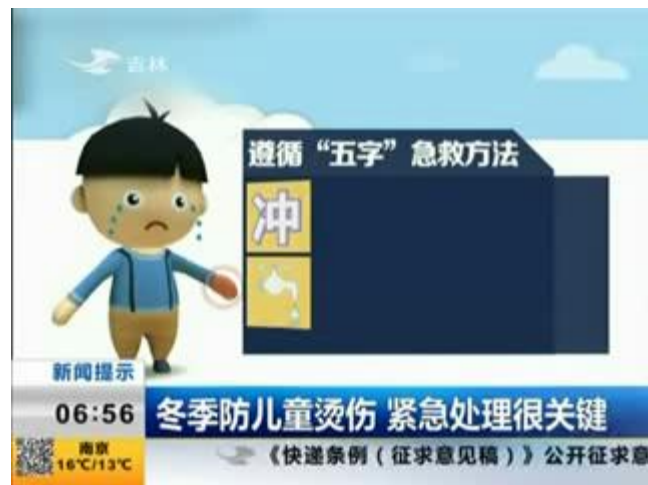 吉林
遵循“五字”急救方法
冲
新闻提示
06:56
冬季防儿童烫伤 紧急处理很关键
南京
16℃/13℃
《快递条例（征求意见稿）》公开征求意